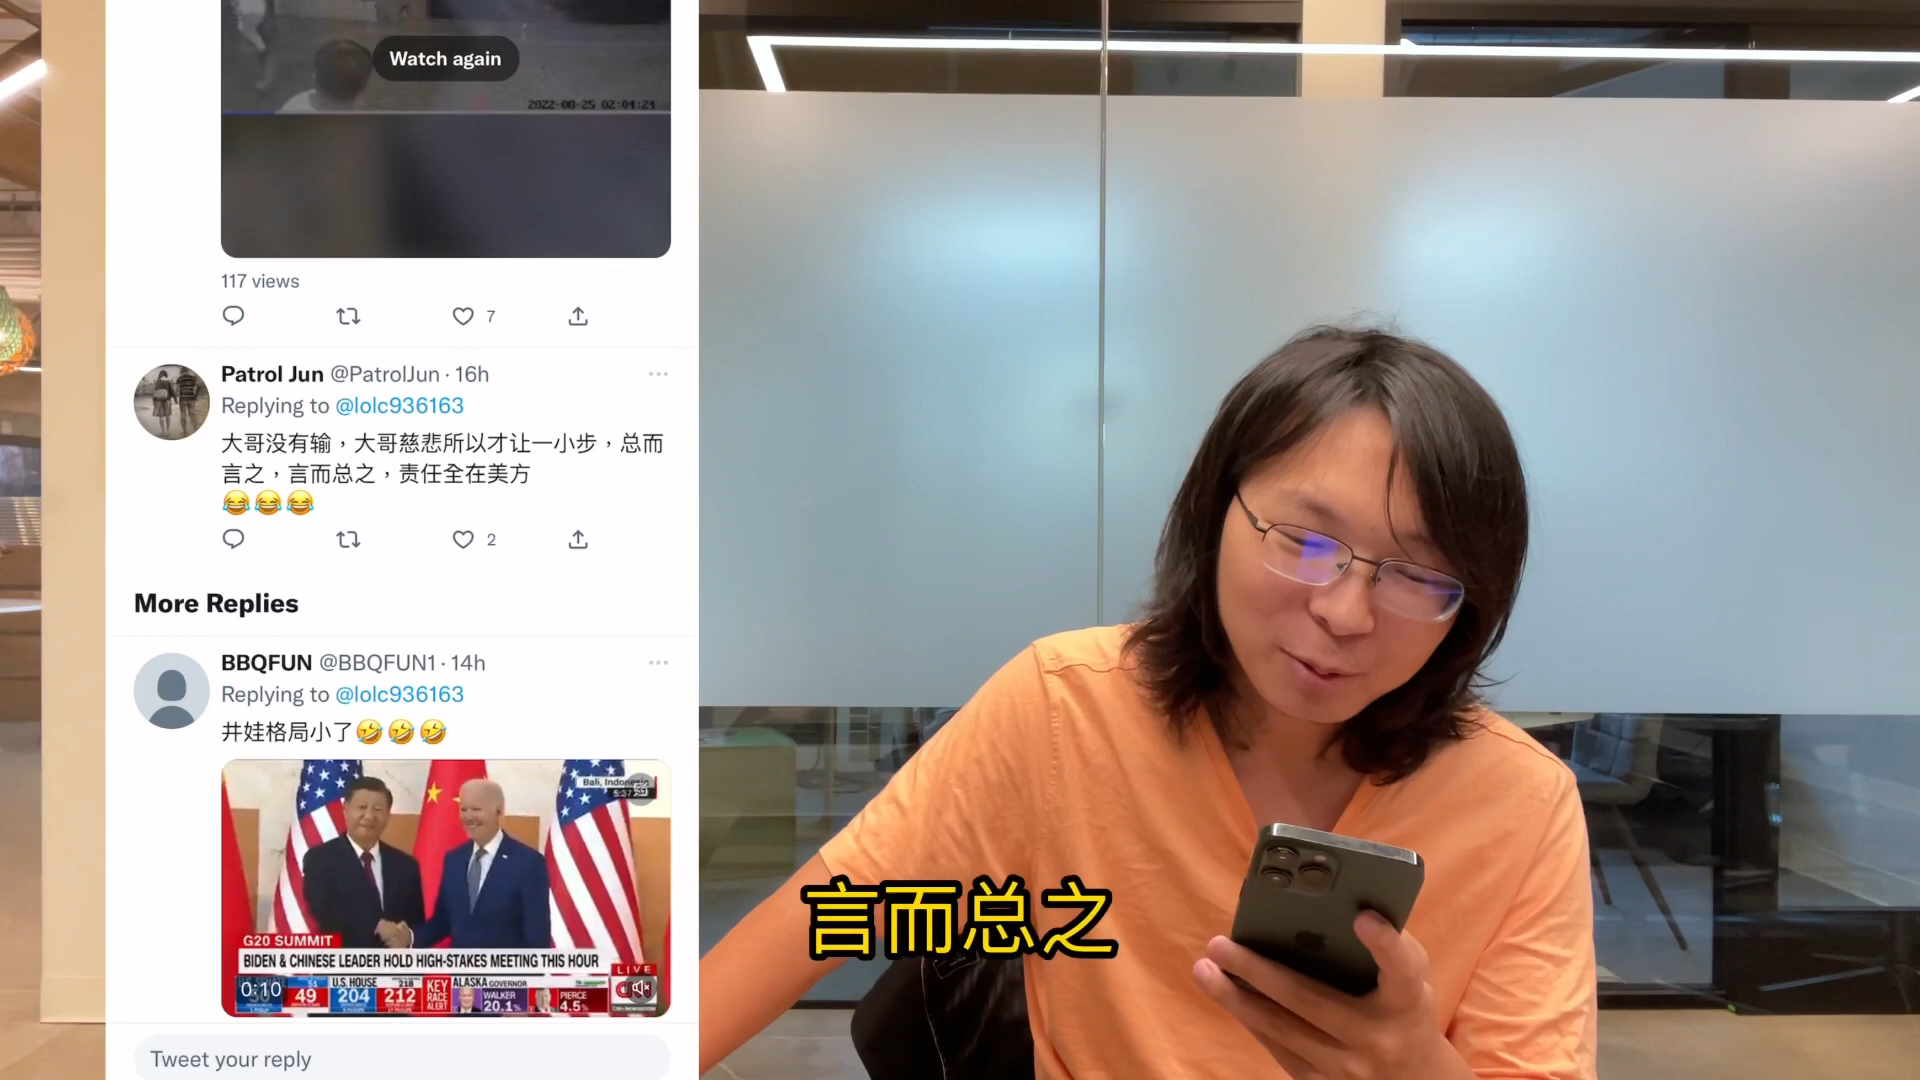 Watch again
2022-08-25 02:04:24
117 views
7
Patrol Jun @PatrolJun · 16h
Replying to @lolc936163
大哥没有输，大哥慈悲所以才让一小步，总而
言之，言而总之，责任全在美方
😂😂😂
2
More Replies
BBQFUN @BBQFUN1 · 14h
Replying to @lolc936163
井娃格局小了🤣🤣🤣
Bali, Indonesia
5:37
G20 SUMMIT
BIDEN & CHINESE LEADER HOLD HIGH-STAKES MEETING THIS HOUR
LIVE
0:10
49
U.S. HOUSE
218
204
212
KEY
RACE
ALERT
ALASKA GOVERNOR
WALKER
20.1%
PIERCE
4.5%
Tweet your reply
言而总之